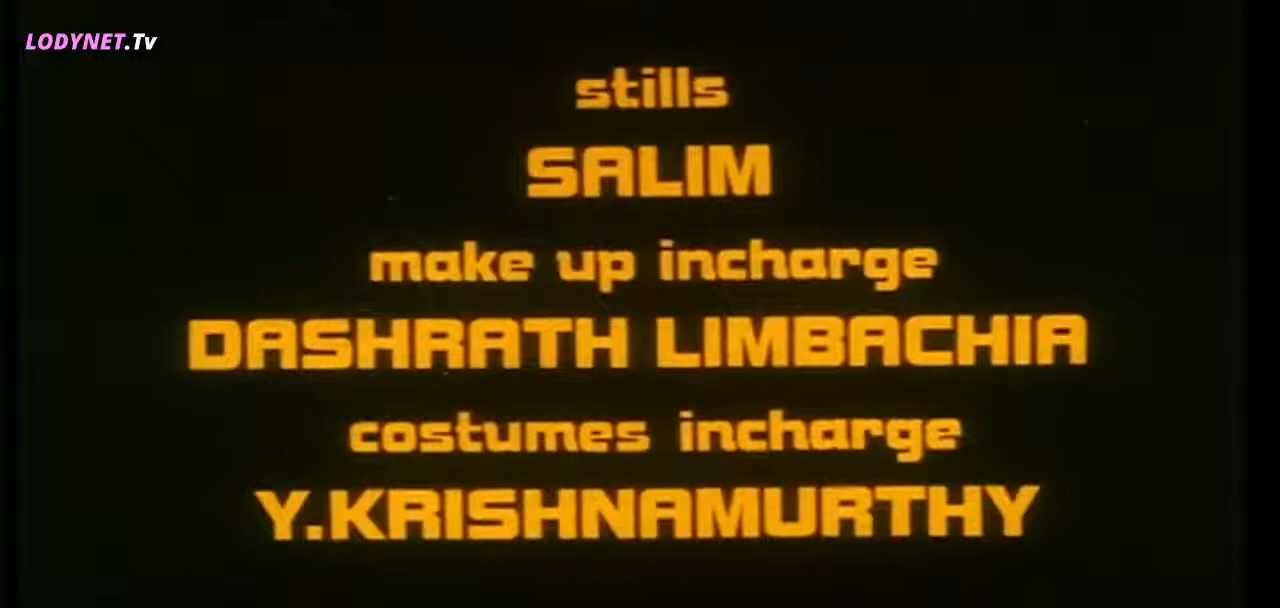 LODYNET.Tv
stills
SALIM
make up incharge
DASHRATH LIMBACHIA
costumes incharge
Y.KRISHNAMURTHY